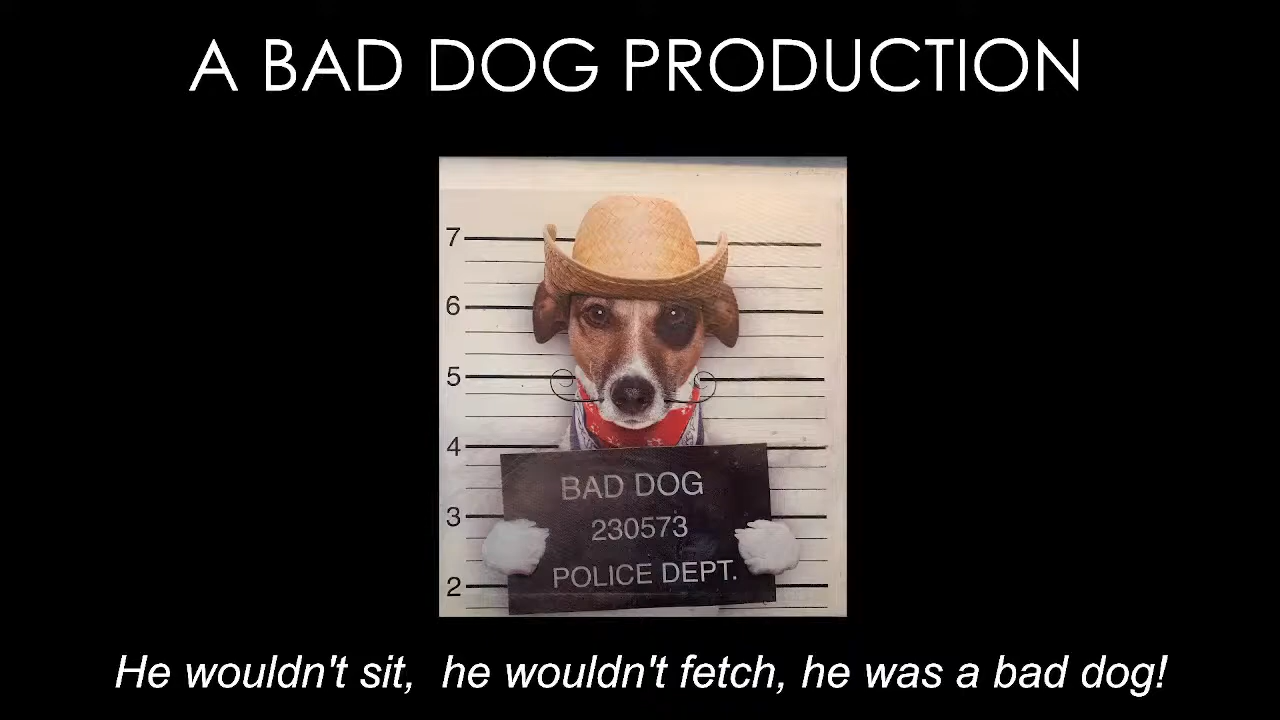 A BAD DOG PRODUCTION
7
6
5
4
3
2
BAD DOG
230573
POLICE DEPT.
He wouldn't sit,  he wouldn't fetch, he was a bad dog!